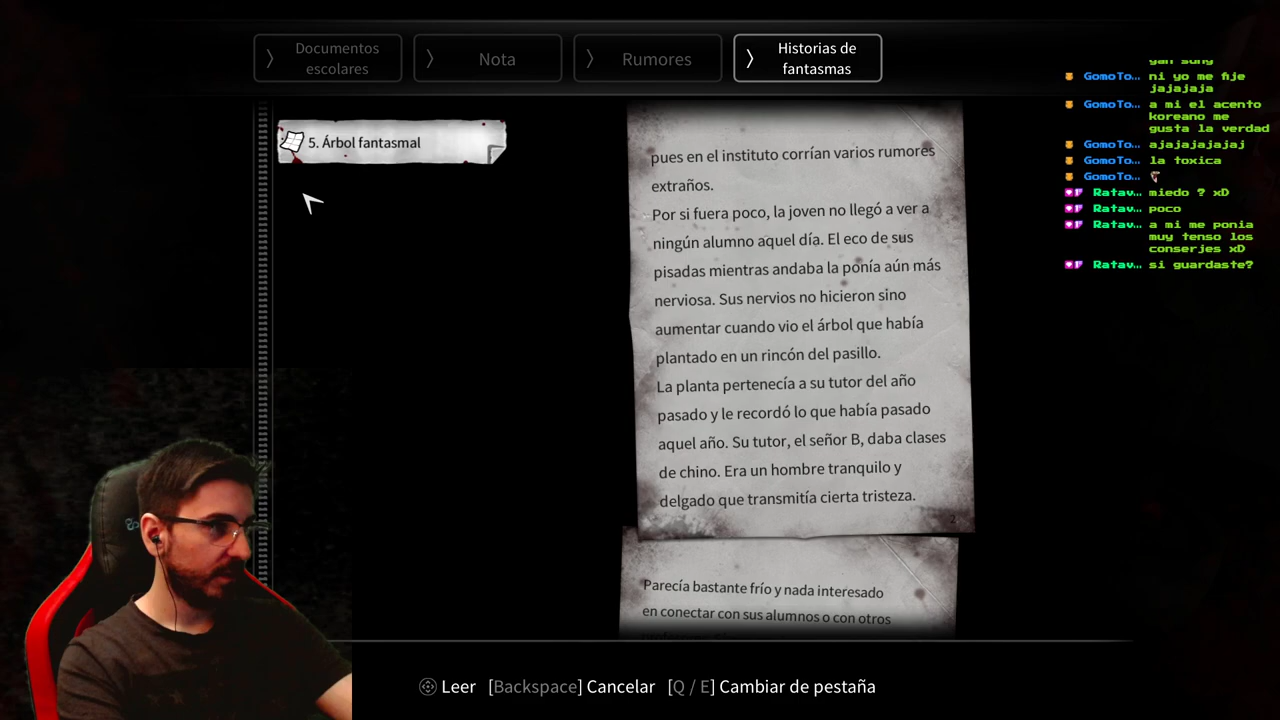 Documentos
escolares
Nota
Rumores
Historias de
fantasmas
5. Árbol fantasmal
pues en el instituto corrían varios rumores
extraños.
Por si fuera poco, la joven no llegó a ver a
ningún alumno aquel día. El eco de sus
pisadas mientras andaba la ponía aún más
nerviosa. Sus nervios no hicieron sino
aumentar cuando vio el árbol que había
plantado en un rincón del pasillo.
La planta pertenecía a su tutor del año
pasado y le recordó lo que había pasado
aquel año. Su tutor, el señor B, daba clases
de chino. Era un hombre tranquilo y
delgado que transmitía cierta tristeza.
Parecía bastante frío y nada interesado
en conectar con sus alumnos o con otros
GomoTo... ni yo me fije
jajajaja
GomoTo... a mi el acento
koreano me
gusta la verdad
GomoTo... ajajajajajaj
GomoTo... la toxica
GomoTo...
Ratav... miedo ? xD
Ratav... poco
Ratav... a mi me ponia
muy tenso los
conserjes xD
Ratav... si guardaste?
Leer [Backspace] Cancelar [Q / E] Cambiar de pestaña